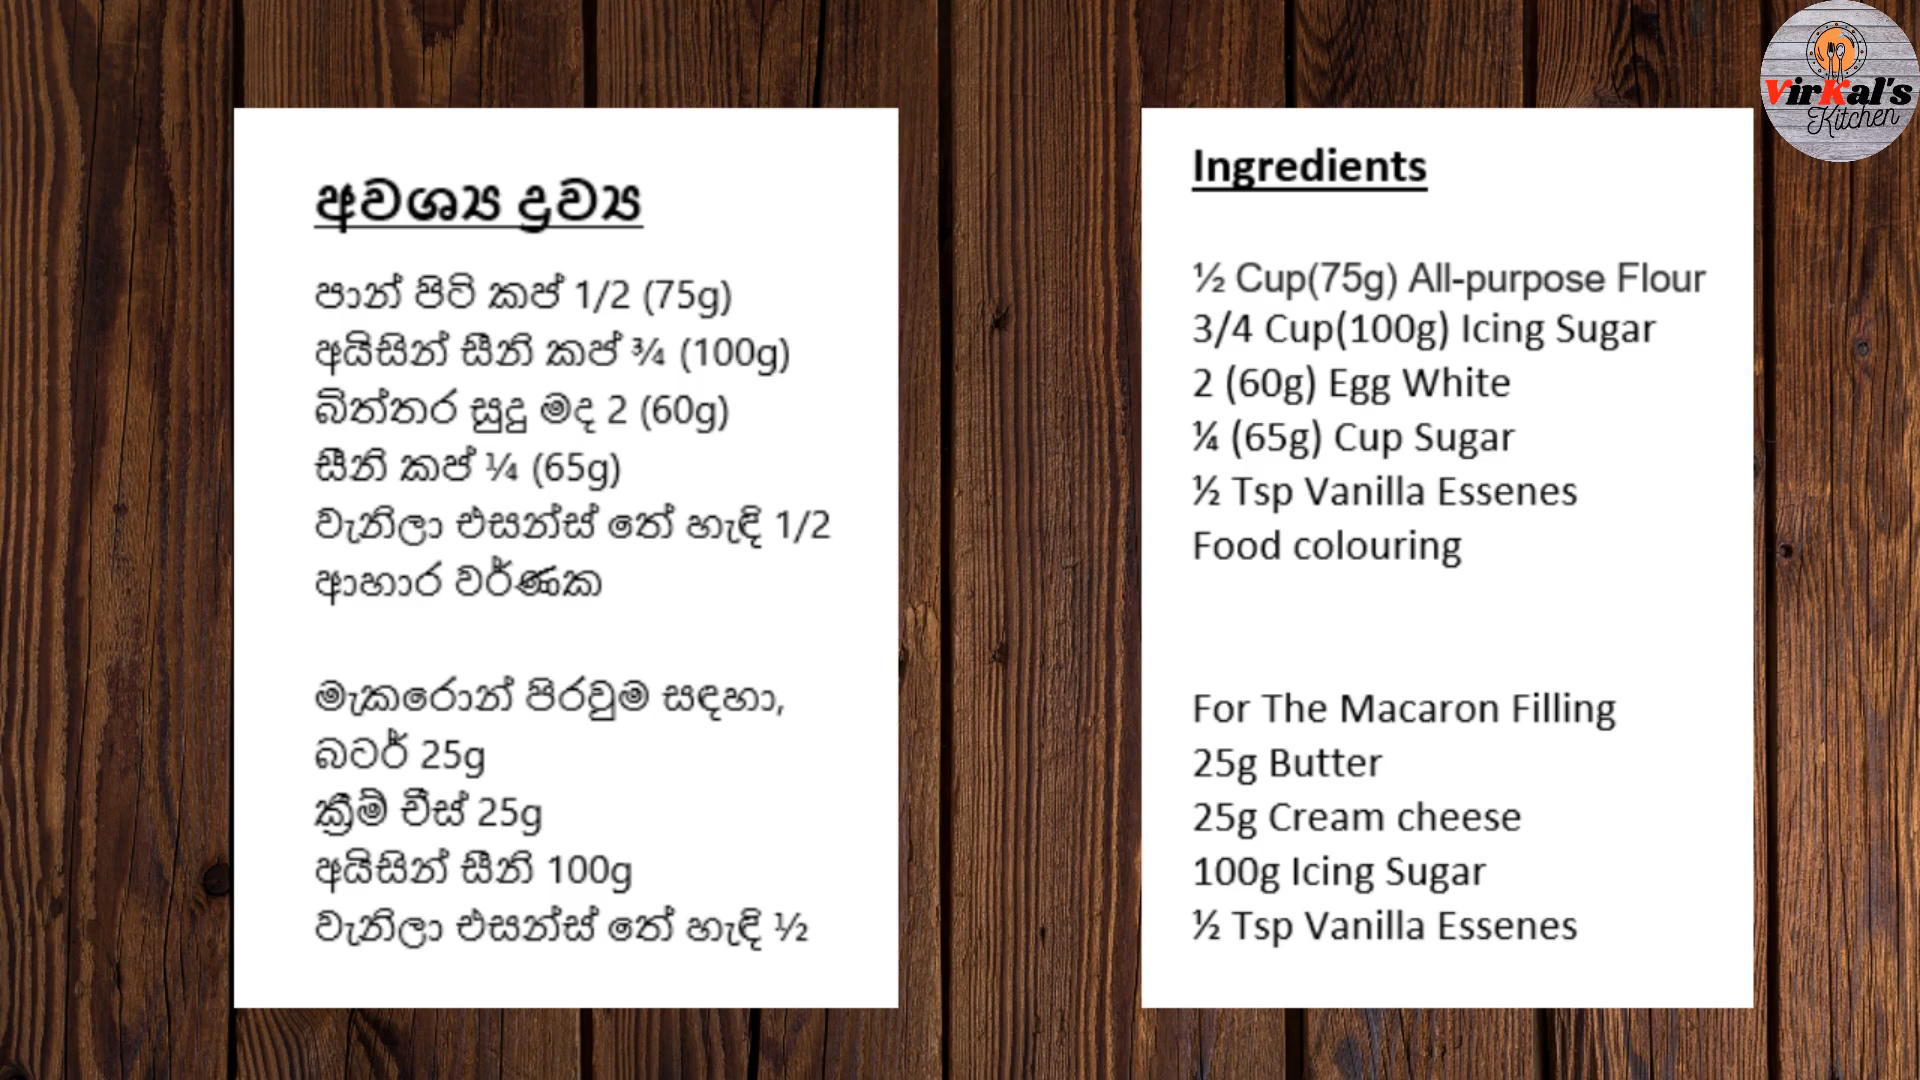 අවශ්‍ය ද්‍රව්‍ය
පාන් පිටි කප් 1/2 (75g)
අයිසින් සීනි කප් ¾ (100g)
බිත්තර සුදු මද 2 (60g)
සීනි කප් ¼ (65g)
වැනිලා එසන්ස් තේ හැඳි 1/2
ආහාර වර්ණක
මැකරොන් පිරවුම සඳහා,
බටර් 25g
ක්‍රීම් චීස් 25g
අයිසින් සීනි 100g
වැනිලා එසන්ස් තේ හැඳි ½
Ingredients
½ Cup(75g) All-purpose Flour
3/4 Cup(100g) Icing Sugar
2 (60g) Egg White
¼ (65g) Cup Sugar
½ Tsp Vanilla Essenes
Food colouring
For The Macaron Filling
25g Butter
25g Cream cheese
100g Icing Sugar
½ Tsp Vanilla Essenes
VirKal's
Kitchen